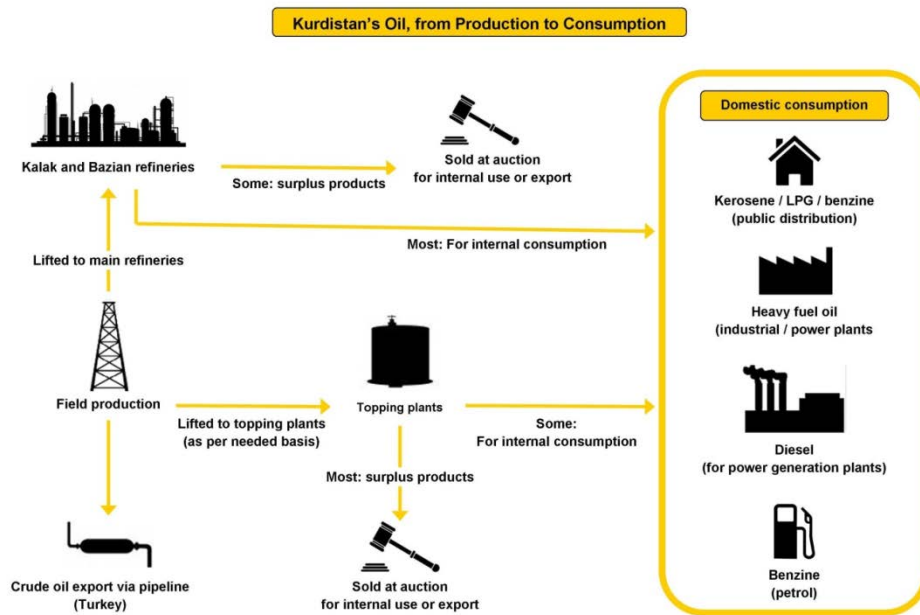 Kurdistan's Oil, from Production to Consumption
Kalak and Bazian refineries
Some: surplus products
Sold at auction
for internal use or export
Most: For internal consumption
Lifted to main refineries
Field production
Lifted to topping plants
(as per needed basis)
Topping plants
Some:
For internal consumption
Most: surplus products
Sold at auction
for internal use or export
Crude oil export via pipeline
(Turkey)
Domestic consumption
Kerosene / LPG / benzine
(public distribution)
Heavy fuel oil
(industrial / power plants
Diesel
(for power generation plants)
Benzine
(petrol)